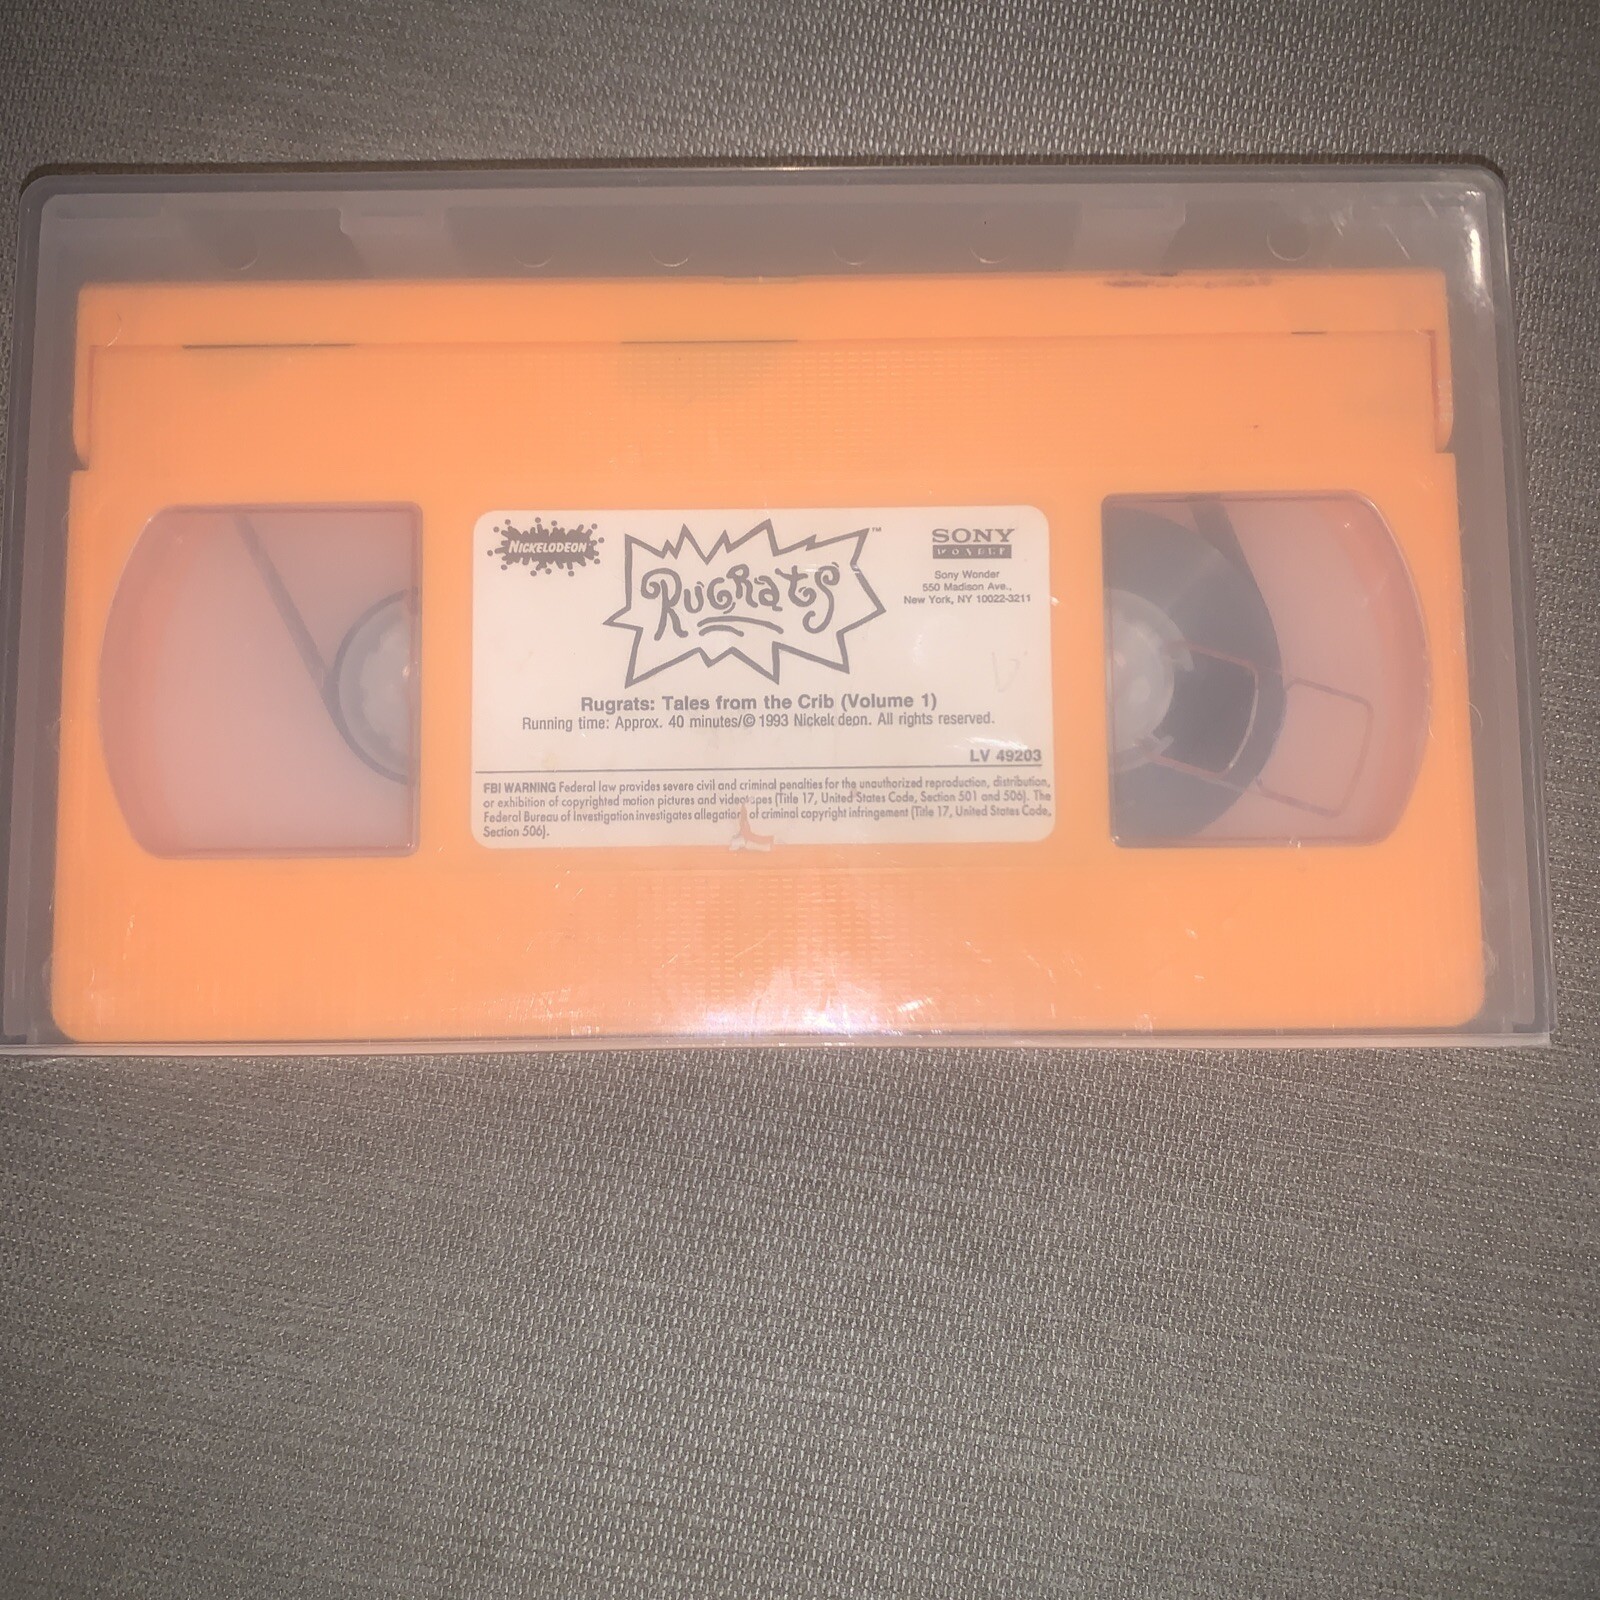 NICKELODEON
RUGRATS™
SONY
WONDER
Sony Wonder
550 Madison Ave.,
New York, NY 10022-3211
Rugrats: Tales from the Crib (Volume 1)
Running time: Approx. 40 minutes/© 1993 Nickelodeon. All rights reserved.
LV 49203
FBI WARNING Federal law provides severe civil and criminal penalties for the unauthorized reproduction, distribution,
or exhibition of copyrighted motion pictures and videotapes (Title 17, United States Code, Section 501 and 506). The
Federal Bureau of Investigation investigates allegations of criminal copyright infringement (Title 17, United States Code,
Section 506).